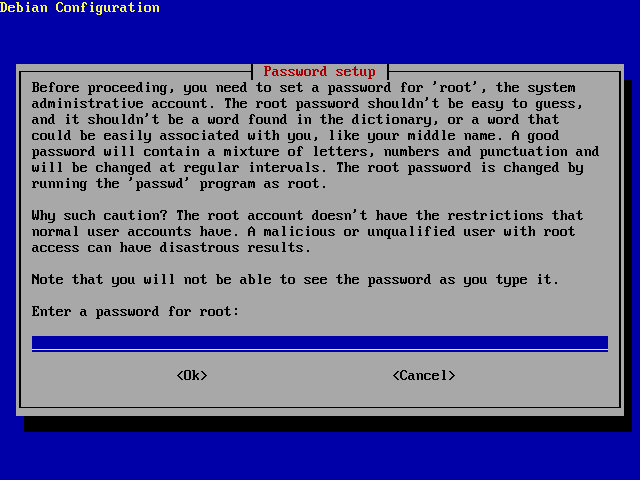 Debian Configuration
Password setup
Before proceeding, you need to set a password for 'root', the system
administrative account. The root password shouldn't be easy to guess,
and it shouldn't be a word found in the dictionary, or a word that
could be easily associated with you, like your middle name. A good
password will contain a mixture of letters, numbers and punctuation and
will be changed at regular intervals. The root password is changed by
running the 'passwd' program as root.
Why such caution? The root account doesn't have the restrictions that
normal user accounts have. A malicious or unqualified user with root
access can have disastrous results.
Note that you will not be able to see the password as you type it.
Enter a password for root:
<Ok> <Cancel>